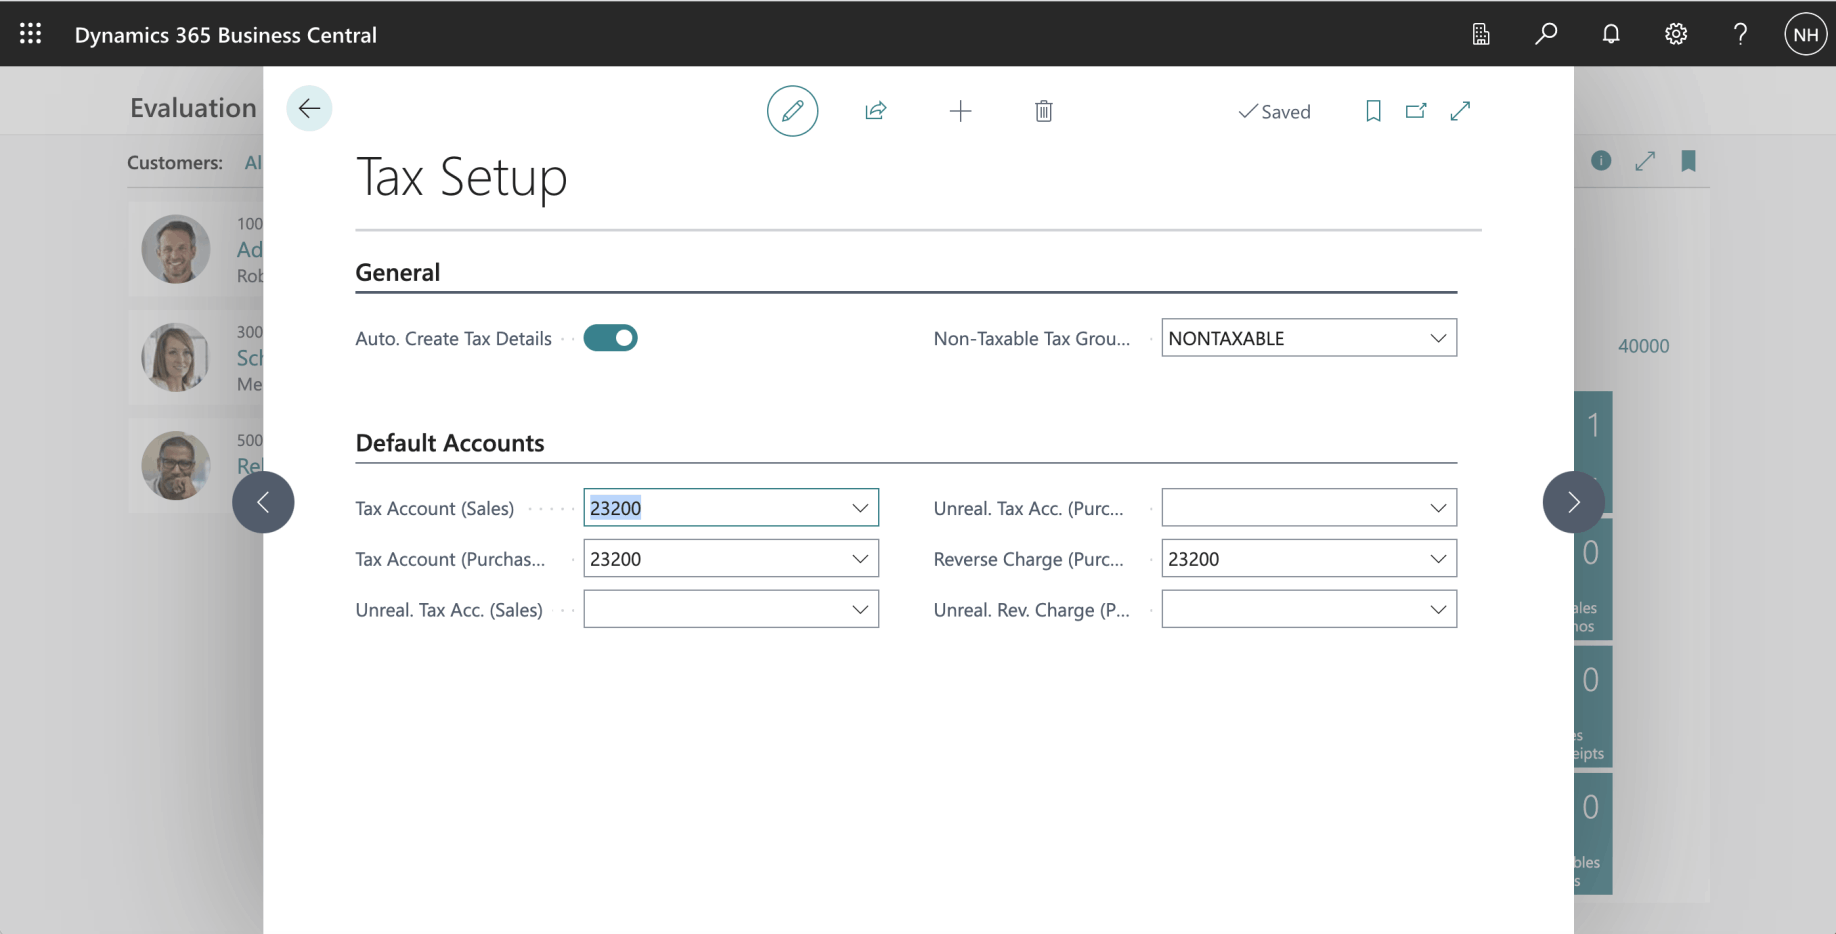 Dynamics 365 Business Central
NH
Evaluation
Customers: Al
100
Ad
Rob
300
Sch
Me
500
Rel
Saved
Tax Setup
General
Auto. Create Tax Details
Non-Taxable Tax Grou...
NONTAXABLE
Default Accounts
Tax Account (Sales)
23200
Unreal. Tax Acc. (Purc...
Tax Account (Purchas...
23200
Reverse Charge (Purc...
23200
Unreal. Tax Acc. (Sales)
Unreal. Rev. Charge (P...
40000
1
0
ales
nos
0
es
eipts
0
bles
s